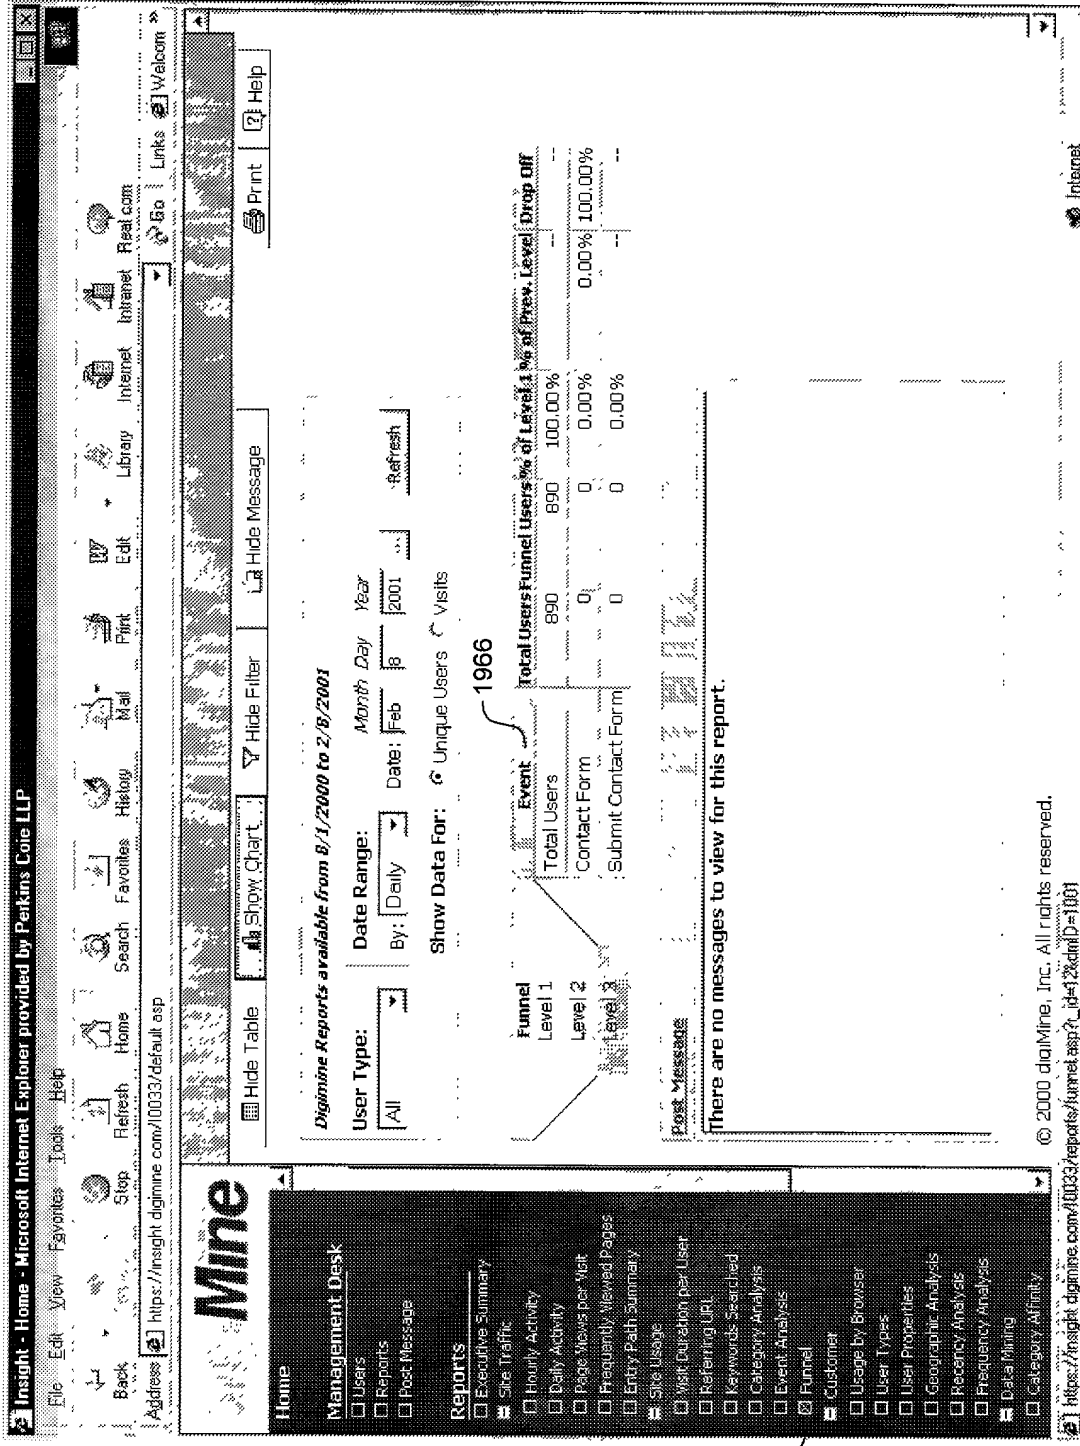 Insight - Home - Microsoft Internet Explorer provided by Perkins Coie LLP
File Edit View Favorites Tools Help
Back Stop Refresh Home Search Favorites History Mail Print Edit Library Internet Intranet Real com
Address https://insight digimine com/10033/default asp Go Links Welcom »
Mine
Hide Table Show Chart Hide Filter Hide Message Print Help
Home
Management Desk
Users
Reports
Post Message
Reports
Executive Summary
Site Traffic
Hourly Activity
Daily Activity
Page Views per Visit
Frequently Viewed Pages
Entry Path Summary
Site Usage
Visit Duration per User
Referring URL
Keywords Searched
Category Analysis
Event Analysis
Funnel
Customer
Usage by Browser
User Types
User Properties
Geographic Analysis
Recency Analysis
Frequency Analysis
Data Mining
Category Affinity
Digimine Reports available from 8/1/2000 to 2/8/2001
User Type: Date Range: Month Day Year
All By: Daily Date: Feb 8 2001 ... Refresh
Show Data For: Unique Users Visits
1966
Funnel Event Total Users Funnel Users % of Level 1 % of Prev. Level Drop Off
Level 1 Total Users 890 890 100.00% -- --
Level 2 Contact Form 0 0 0.00% 0.00% 100.00%
Level 3 Submit Contact Form 0 0 0.00% -- --
Post Message
There are no messages to view for this report.
© 2000 digiMine, Inc. All rights reserved.
https://insight digimine.com/10033/reports/funnel.asp?t_id=12&dmID=1001 Internet